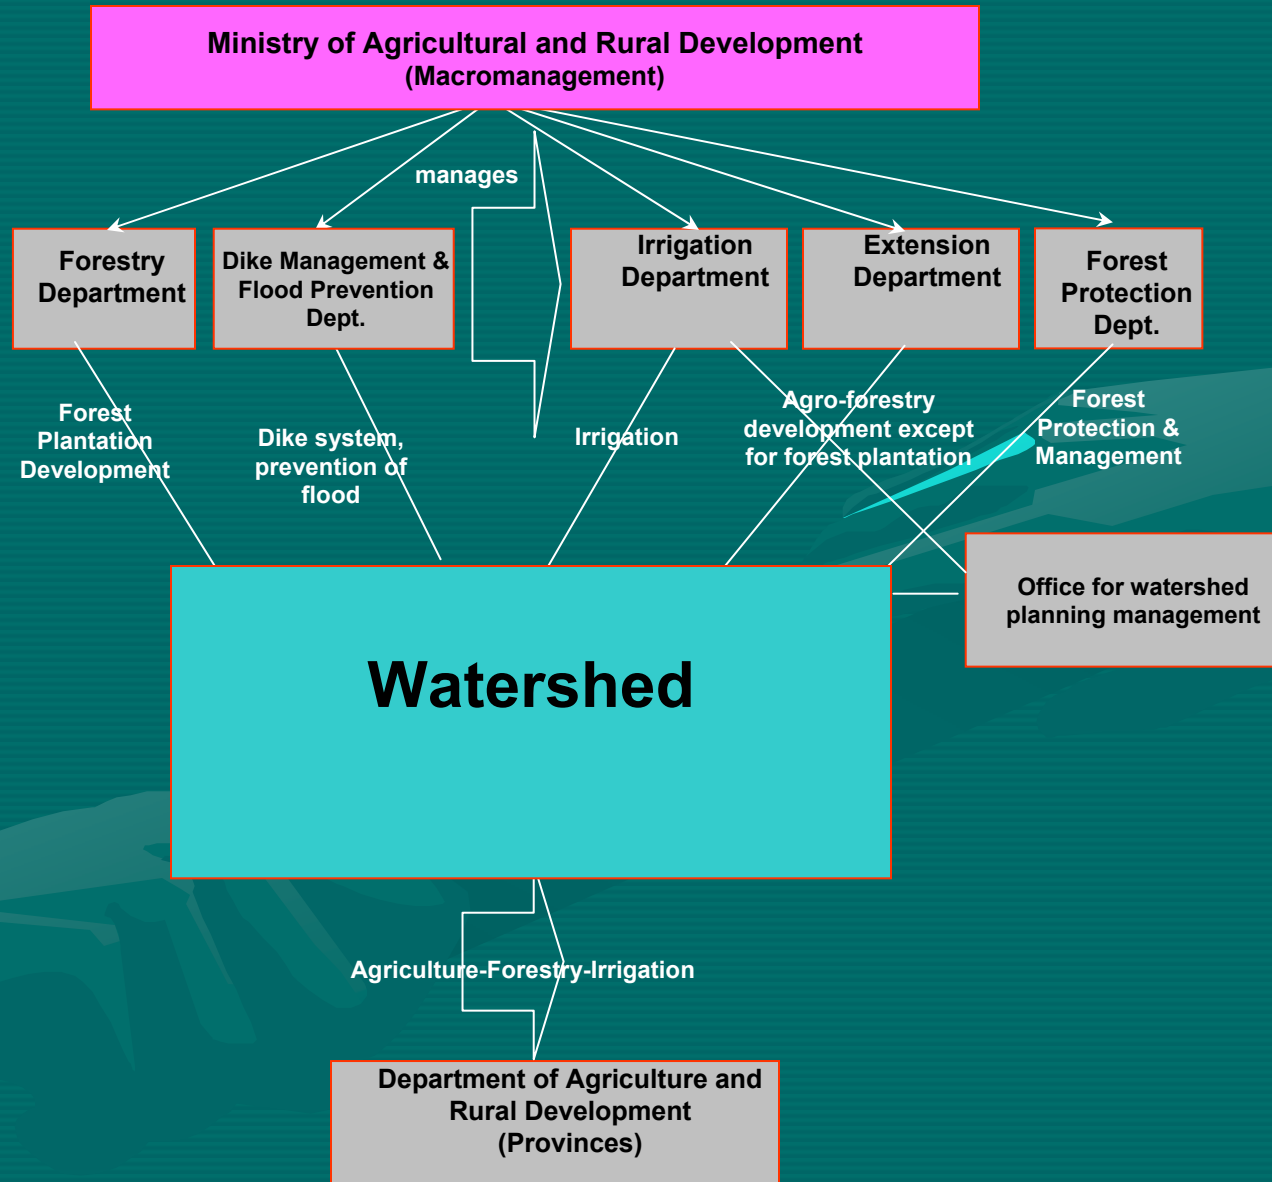 Ministry of Agricultural and Rural Development
(Macromanagement)
manages
Forestry
Department
Dike Management &
Flood Prevention
Dept.
Irrigation
Department
Extension
Department
Forest
Protection
Dept.
Forest
Plantation
Development
Dike system,
prevention of
flood
Irrigation
Agro-forestry
development except
for forest plantation
Forest
Protection &
Management
Office for watershed
planning management
Watershed
Agriculture-Forestry-Irrigation
Department of Agriculture and
Rural Development
(Provinces)